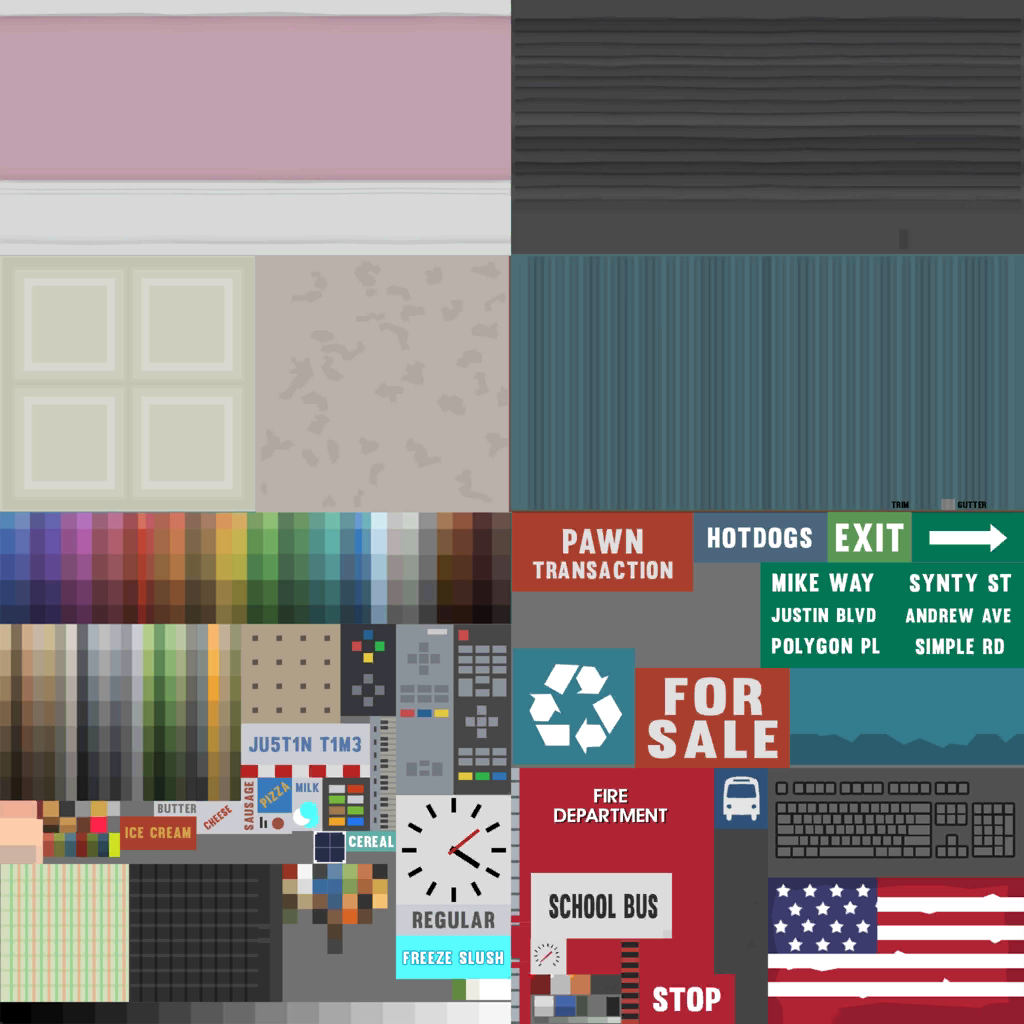 TRIM
GUTTER
PAWN
TRANSACTION
HOTDOGS
EXIT
MIKE WAY
SYNTY ST
JUSTIN BLVD
ANDREW AVE
POLYGON PL
SIMPLE RD
FOR
SALE
JU5T1N T1M3
SAUSAGE
PIZZA
MILK
BUTTER
CHEESE
ICE CREAM
CEREAL
REGULAR
FREEZE SLUSH
FIRE
DEPARTMENT
SCHOOL BUS
STOP